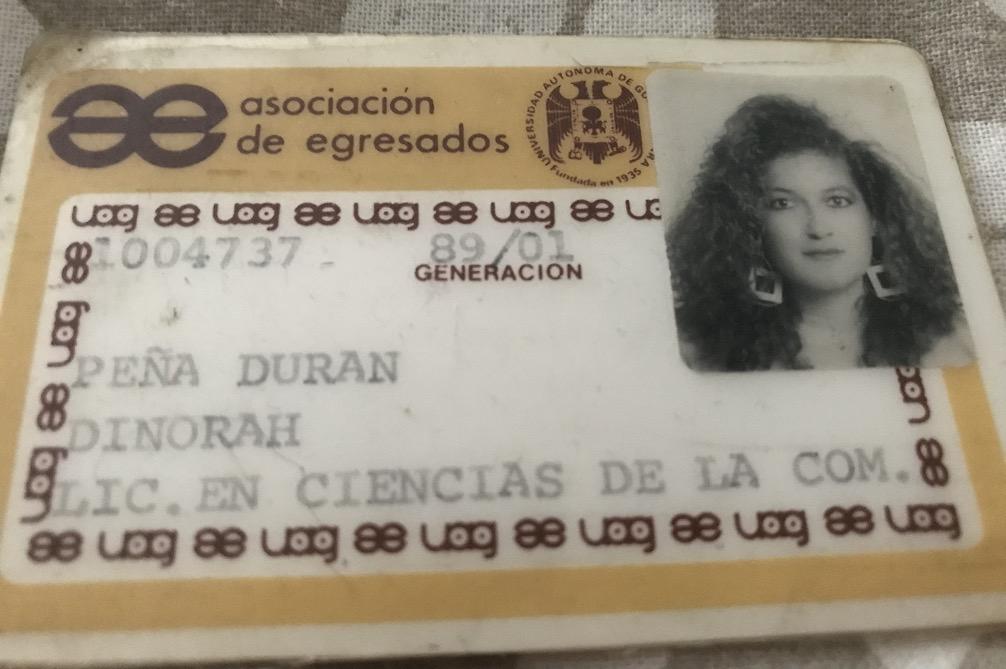 asociación
de egresados
UNIVERSIDAD AUTONOMA DE
Fundada en 1935
uag ae uag ae uag ae uag ae
1004737 89/01
GENERACION
PEÑA DURAN
DINORAH
LIC. EN CIENCIAS DE LA COM.
ae uag ae uag ae uag ae uag ae uag ae uag